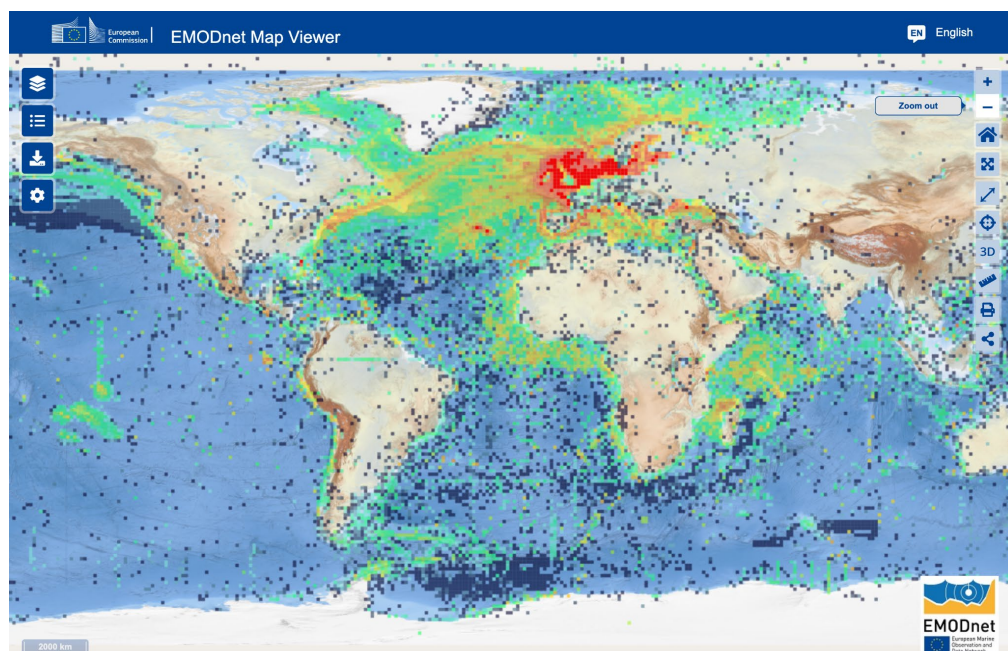 European
Commission
EMODnet Map Viewer
EN English
+
Zoom out
−
3D
2000 km
EMODnet
European Marine
Observation and
Data Network